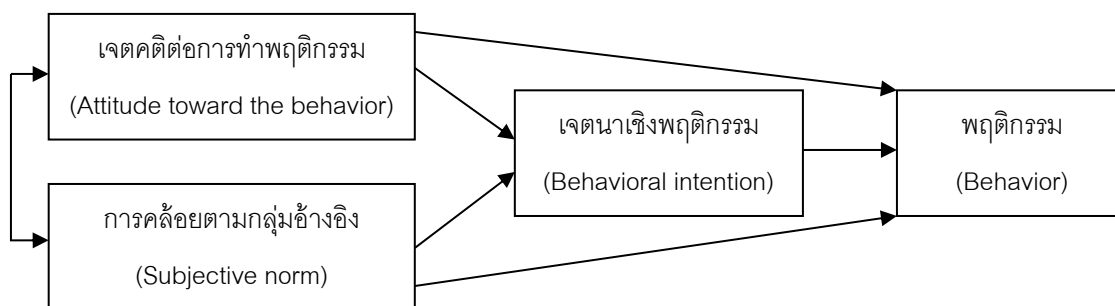 เจตคติต่อการทำพฤติกรรม
(Attitude toward the behavior)
เจตนาเชิงพฤติกรรม
(Behavioral intention)
พฤติกรรม
(Behavior)
การคล้อยตามกลุ่มอ้างอิง
(Subjective norm)